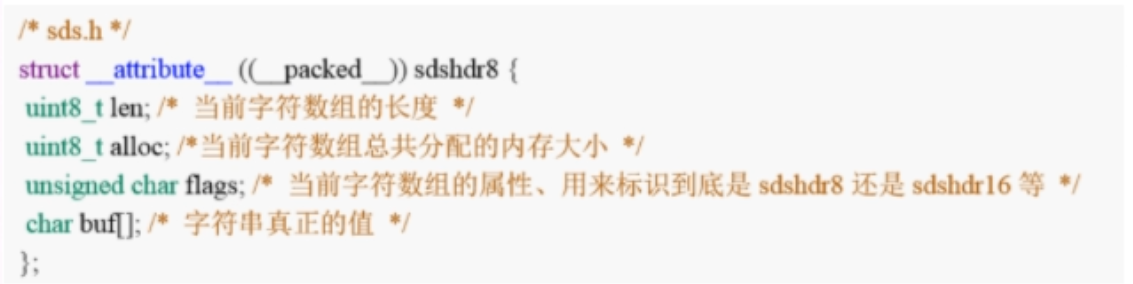 /* sds.h */
struct __attribute__ ((__packed__)) sdshdr8 {
uint8_t len; /* 当前字符数组的长度 */
uint8_t alloc; /*当前字符数组总共分配的内存大小 */
unsigned char flags; /* 当前字符数组的属性、用来标识到底是 sdshdr8 还是 sdshdr16 等 */
char buf[]; /* 字符串真正的值 */
};